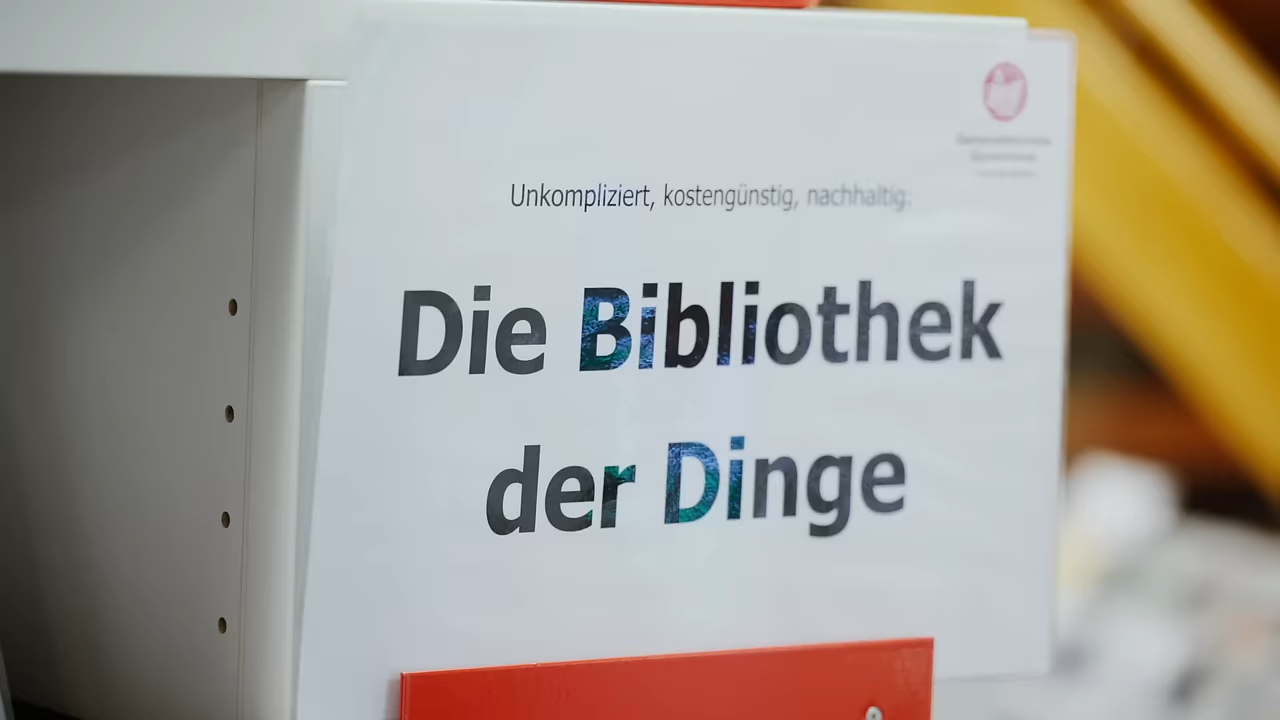 Unkompliziert, kostengünstig, nachhaltig:
Die Bibliothek
der Dinge